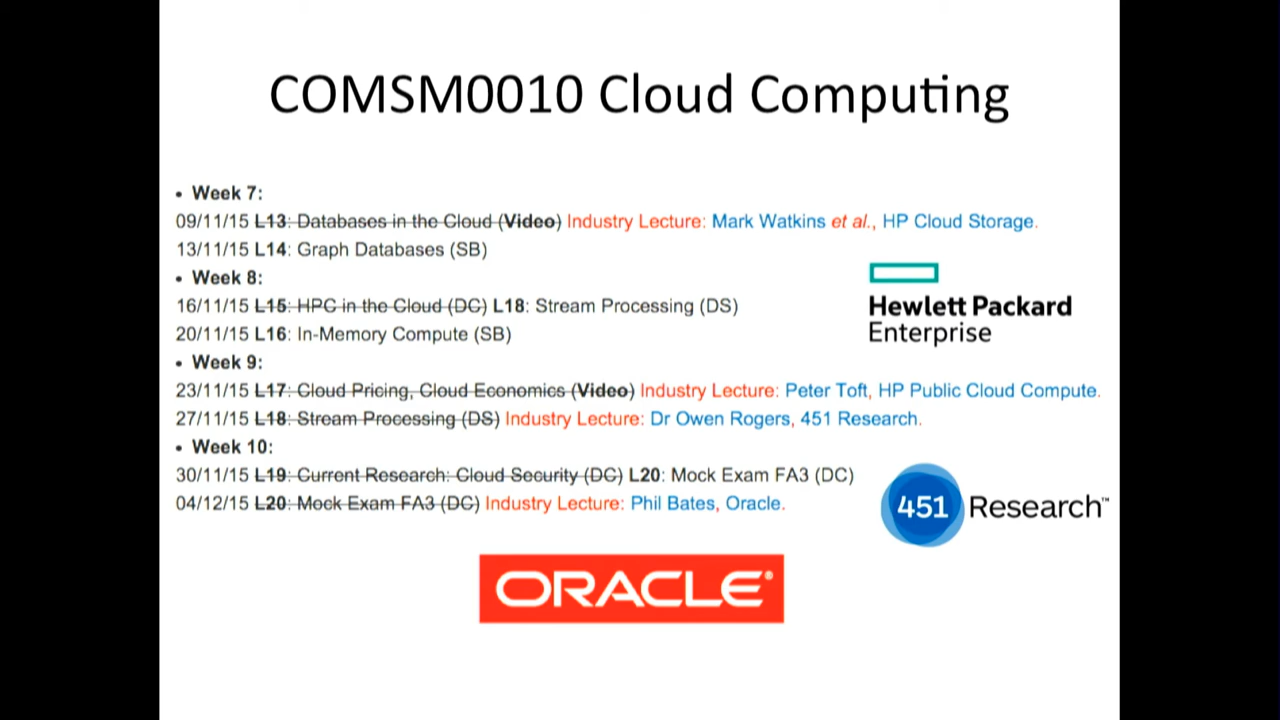 COMSM0010 Cloud Computing
• Week 7:
09/11/15 L13: Databases in the Cloud (Video) Industry Lecture: Mark Watkins et al., HP Cloud Storage.
13/11/15 L14: Graph Databases (SB)
• Week 8:
16/11/15 L15: HPC in the Cloud (DC) L18: Stream Processing (DS)
20/11/15 L16: In-Memory Compute (SB)
Hewlett Packard
Enterprise
• Week 9:
23/11/15 L17: Cloud Pricing, Cloud Economics (Video) Industry Lecture: Peter Toft, HP Public Cloud Compute.
27/11/15 L18: Stream Processing (DS) Industry Lecture: Dr Owen Rogers, 451 Research.
• Week 10:
30/11/15 L19: Current Research: Cloud Security (DC) L20: Mock Exam FA3 (DC)
04/12/15 L20: Mock Exam FA3 (DC) Industry Lecture: Phil Bates, Oracle.
451 Research™
ORACLE®